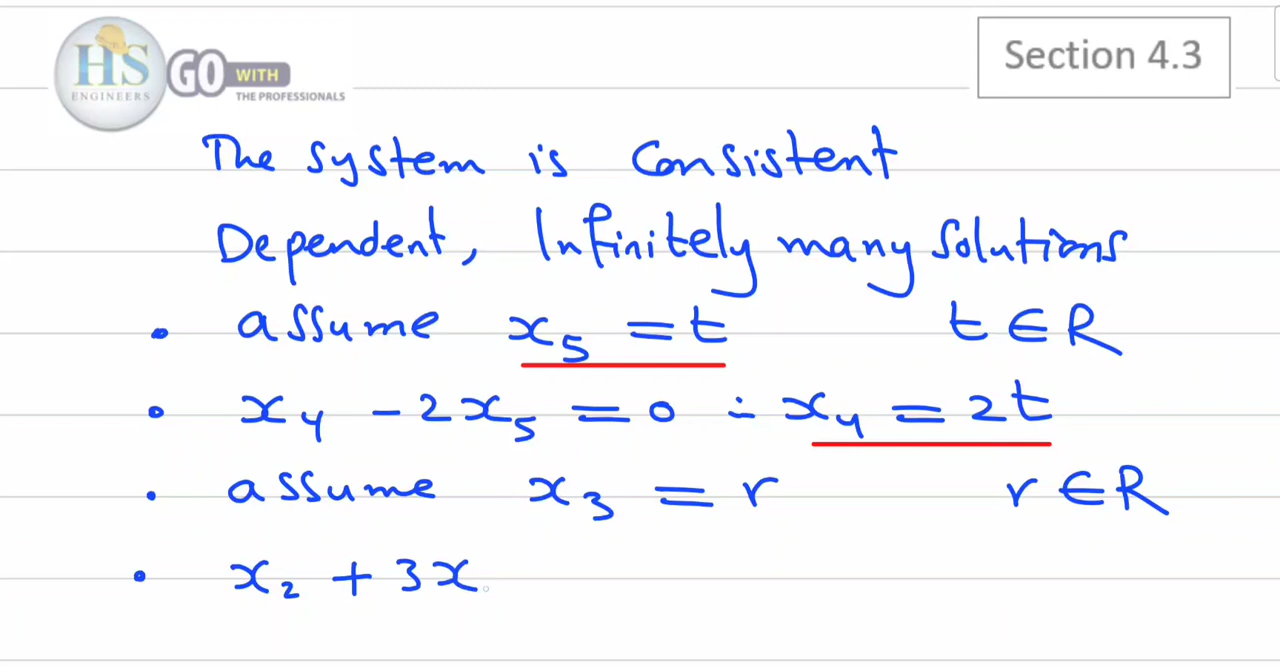 HS
ENGINEERS
GO WITH
THE PROFESSIONALS
Section 4.3
The system is Consistent
Dependent, Infinitely many Solutions
• assume x₅ = t t ∈ R
• x₄ - 2x₅ = 0 ∴ x₄ = 2t
• assume x₃ = r r ∈ R
• x₂ + 3x